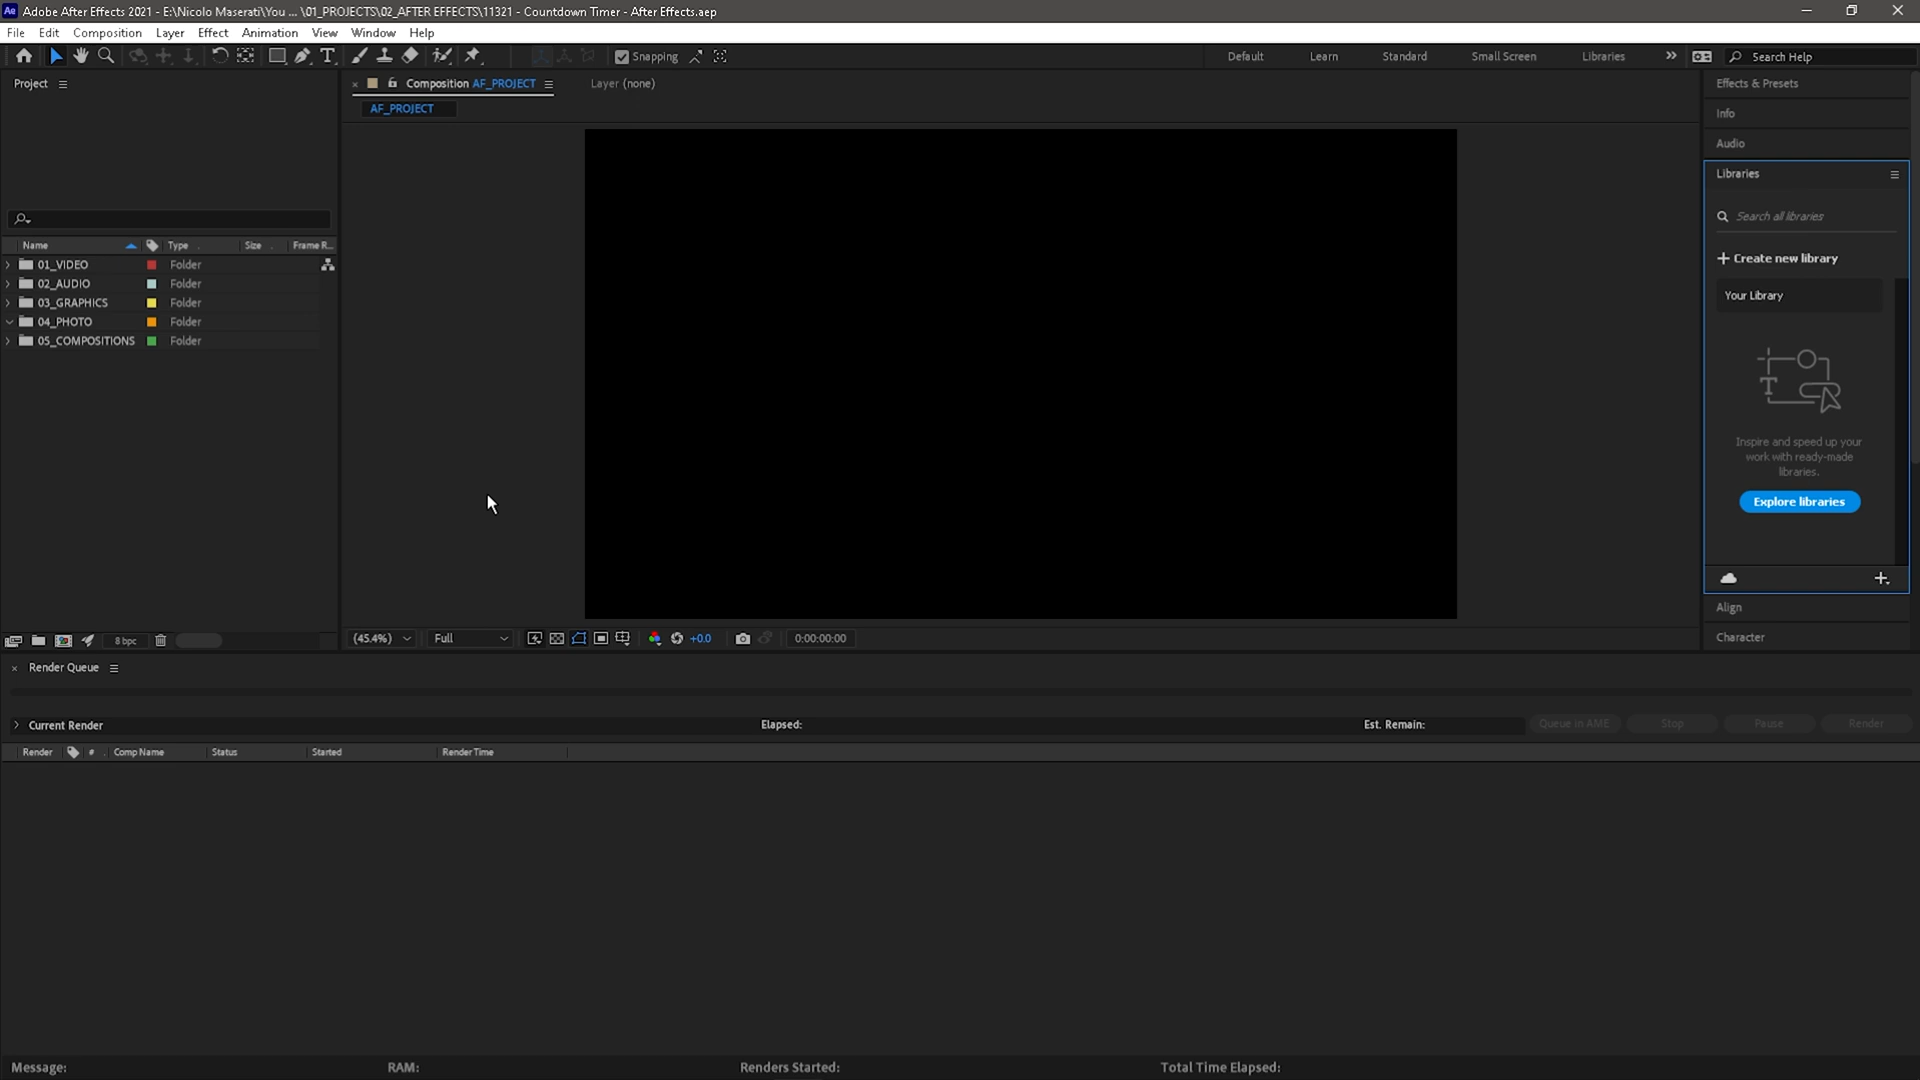 Ae Adobe After Effects 2021 - E:\Nicolo Maserati\You ... \01_PROJECTS\02_AFTER EFFECTS\11321 - Countdown Timer - After Effects.aep
File Edit Composition Layer Effect Animation View Window Help
Snapping Default Learn Standard Small Screen Libraries Search Help
Project
Composition AF_PROJECT Layer (none)
AF_PROJECT
Name Type Size Frame R...
01_VIDEO Folder
02_AUDIO Folder
03_GRAPHICS Folder
04_PHOTO Folder
05_COMPOSITIONS Folder
8 bpc
(45.4%) Full +0.0 0:00:00:00
Effects & Presets
Info
Audio
Libraries
Search all libraries
Create new library
Your Library
Inspire and speed up your
work with ready-made
libraries.
Explore libraries
Align
Character
Render Queue
Current Render Elapsed: Est. Remain: Queue in AME Stop Pause Render
Render # Comp Name Status Started Render Time
Message: RAM: Renders Started: Total Time Elapsed: